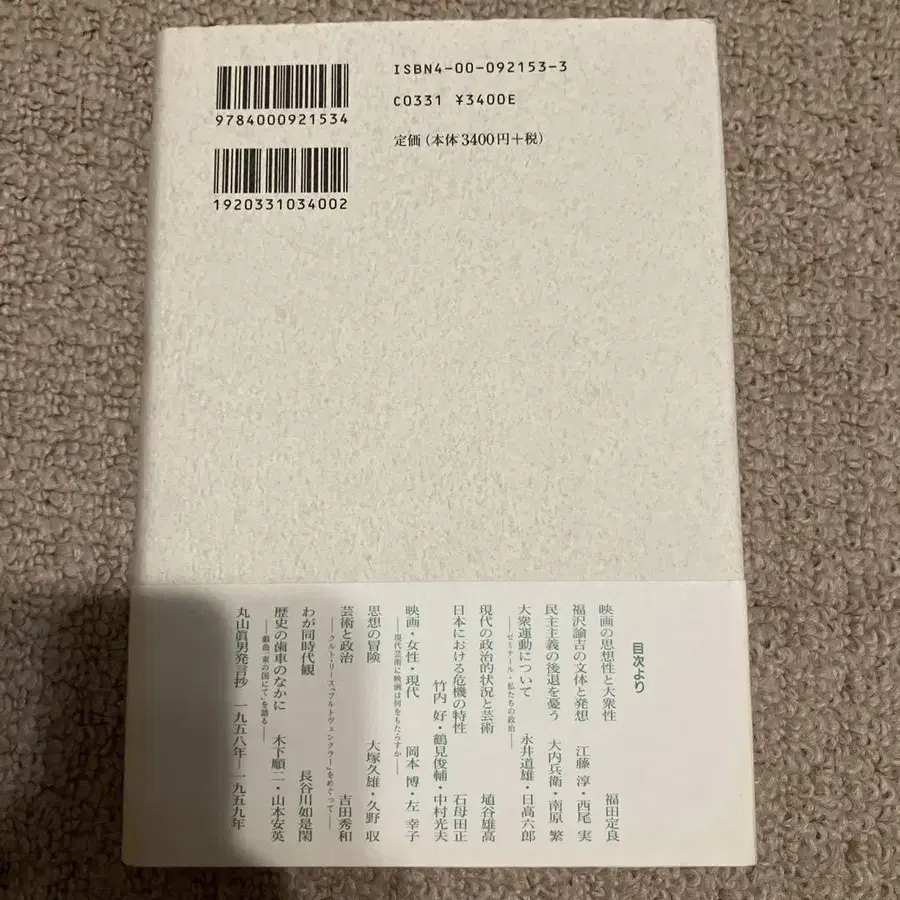 ISBN4-00-092153-3
C0331 ¥3400E
定価(本体3400円+税)
9784000921534
1920331034002
目次より
映画の思想性と大衆性 福田定良
福沢諭吉の文体と発想 江藤 淳・西尾 実
民主主義の後退を憂う 大内兵衛・南原 繁
大衆運動について 永井道雄・日高六郎
――ゼミナール・私たちの政治――
現代の政治的状況と芸術 埴谷雄高
日本における危機の特性 石母田正
竹内 好・鶴見俊輔・中村光夫
映画・女性・現代 岡本 博・左 幸子
――現代芸術に映画は何をもたらすか――
思想の冒険 大塚久雄・久野 収
芸術と政治 吉田秀和
――クルト・リース『フルトヴェングラー』をめぐって――
わが同時代観 長谷川如是閑
歴史の歯車のなかに 木下順二・山本安英
――戯曲『東の国にて』を語る――
丸山眞男発言抄 一九五八年―一九五九年